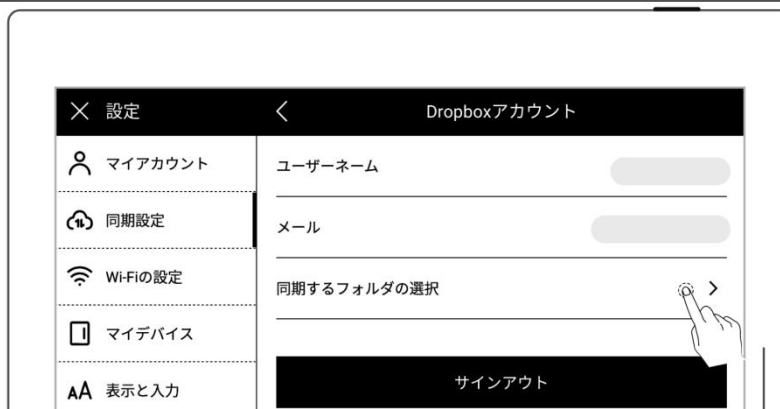 設定
Dropboxアカウント
マイアカウント
同期設定
Wi-Fiの設定
マイデバイス
AA 表示と入力
ユーザーネーム
メール
同期するフォルダの選択
サインアウト